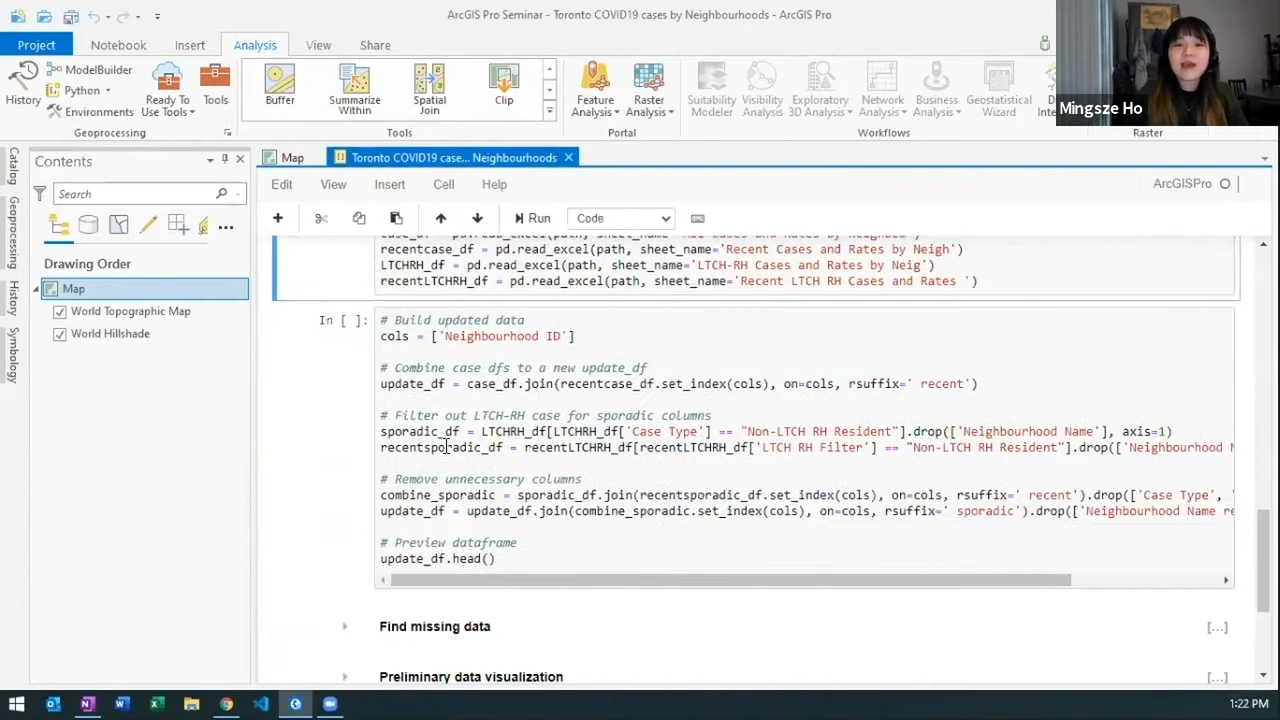 ArcGIS Pro Seminar - Toronto COVID19 cases by Neighbourhoods - ArcGIS Pro
Project
Notebook
Insert
Analysis
View
Share
History
ModelBuilder
Python
Environments
Ready To Use Tools
Tools
Buffer
Summarize Within
Spatial Join
Clip
Feature Analysis
Raster Analysis
Suitability Modeler
Visibility Analysis
Exploratory 3D Analysis
Network Analysis
Business Analysis
Geostatistical Wizard
Mingsze Ho
Geoprocessing
Tools
Portal
Workflows
Raster
Catalog
Geoprocessing
History
Symbology
Contents
Search
Drawing Order
Map
World Topographic Map
World Hillshade
Map
Toronto COVID19 case... Neighbourhoods
Edit
View
Insert
Cell
Help
ArcGISPro
Run
Code
recentcase_df = pd.read_excel(path, sheet_name='Recent Cases and Rates by Neigh')
LTCHRH_df = pd.read_excel(path, sheet_name='LTCH-RH Cases and Rates by Neig')
recentLTCHRH_df = pd.read_excel(path, sheet_name='Recent LTCH RH Cases and Rates ')
In [ ]:
# Build updated data
cols = ['Neighbourhood ID']
# Combine case dfs to a new update_df
update_df = case_df.join(recentcase_df.set_index(cols), on=cols, rsuffix=' recent')
# Filter out LTCH-RH case for sporadic columns
sporadic_df = LTCHRH_df[LTCHRH_df['Case Type'] == "Non-LTCH RH Resident"].drop(['Neighbourhood Name'], axis=1)
recentsporadic_df = recentLTCHRH_df[recentLTCHRH_df['LTCH RH Filter'] == "Non-LTCH RH Resident"].drop(['Neighbourhood N
# Remove unnecessary columns
combine_sporadic = sporadic_df.join(recentsporadic_df.set_index(cols), on=cols, rsuffix=' recent').drop(['Case Type', '
update_df = update_df.join(combine_sporadic.set_index(cols), on=cols, rsuffix=' sporadic').drop(['Neighbourhood Name re
# Preview dataframe
update_df.head()
Find missing data
[...]
Preliminary data visualization
[...]
1:22 PM